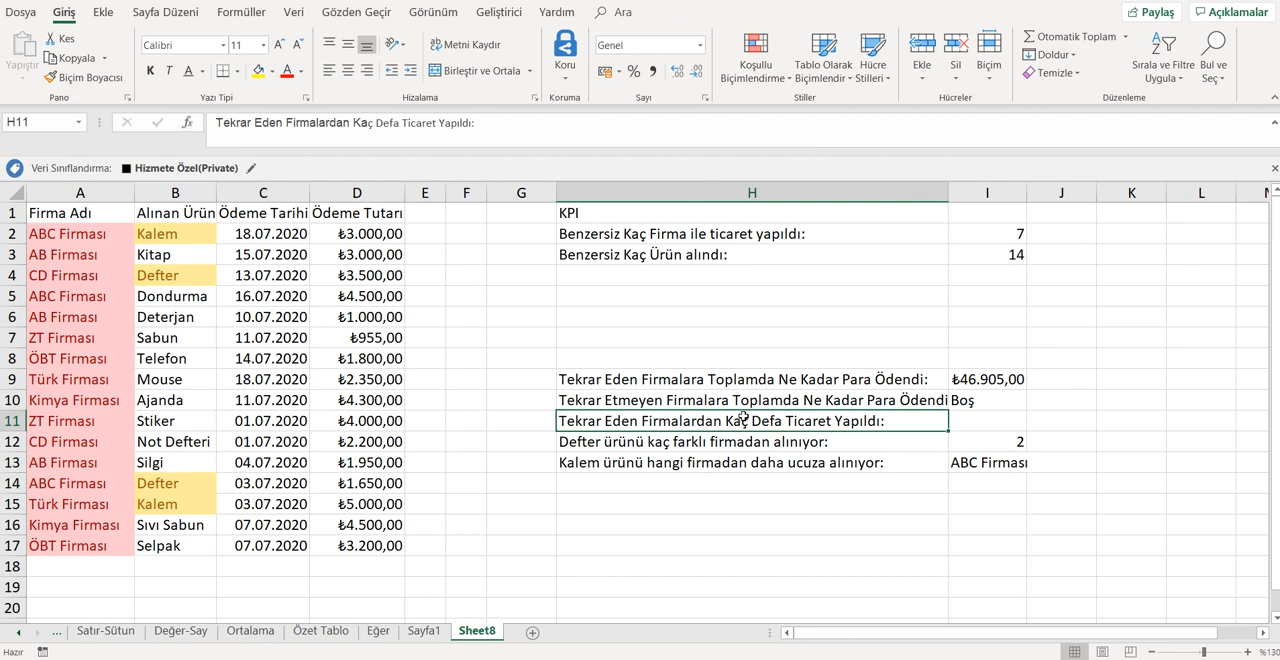 Dosya Giriş Ekle Sayfa Düzeni Formüller Veri Gözden Geçir Görünüm Geliştirici Yardım Ara Paylaş Açıklamalar
Yapıştır
Kes
Kopyala
Biçim Boyacısı
Pano
Calibri 11
K T A A
Yazı Tipi
Metni Kaydır
Birleştir ve Ortala
Hizalama
Koru
Koruma
Genel
Sayı
Koşullu Biçimlendirme
Tablo Olarak Biçimlendir
Hücre Stilleri
Stiller
Ekle Sil Biçim
Hücreler
Otomatik Toplam
Doldur
Temizle
Sırala ve Filtre Uygula
Bul ve Seç
Düzenleme
H11 fx Tekrar Eden Firmalardan Kaç Defa Ticaret Yapıldı:
Veri Sınıflandırma: Hizmete Özel(Private)
A B C D E F G H I J K L
1 Firma Adı Alınan Ürün Ödeme Tarihi Ödeme Tutarı KPI
2 ABC Firması Kalem 18.07.2020 ₺3.000,00 Benzersiz Kaç Firma ile ticaret yapıldı: 7
3 AB Firması Kitap 15.07.2020 ₺3.000,00 Benzersiz Kaç Ürün alındı: 14
4 CD Firması Defter 13.07.2020 ₺3.500,00
5 ABC Firması Dondurma 16.07.2020 ₺4.500,00
6 AB Firması Deterjan 10.07.2020 ₺1.000,00
7 ZT Firması Sabun 11.07.2020 ₺955,00
8 ÖBT Firması Telefon 14.07.2020 ₺1.800,00
9 Türk Firması Mouse 18.07.2020 ₺2.350,00 Tekrar Eden Firmalara Toplamda Ne Kadar Para Ödendi: ₺46.905,00
10 Kimya Firması Ajanda 11.07.2020 ₺4.300,00 Tekrar Etmeyen Firmalara Toplamda Ne Kadar Para Ödendi Boş
11 ZT Firması Stiker 01.07.2020 ₺4.000,00 Tekrar Eden Firmalardan Kaç Defa Ticaret Yapıldı:
12 CD Firması Not Defteri 01.07.2020 ₺2.200,00 Defter ürünü kaç farklı firmadan alınıyor: 2
13 AB Firması Silgi 04.07.2020 ₺1.950,00 Kalem ürünü hangi firmadan daha ucuza alınıyor: ABC Firması
14 ABC Firması Defter 03.07.2020 ₺1.650,00
15 Türk Firması Kalem 03.07.2020 ₺5.000,00
16 Kimya Firması Sıvı Sabun 07.07.2020 ₺4.500,00
17 ÖBT Firması Selpak 07.07.2020 ₺3.200,00
18
19
20
... Satır-Sütun Değer-Say Ortalama Özet Tablo Eğer Sayfa1 Sheet8
Hazır %130